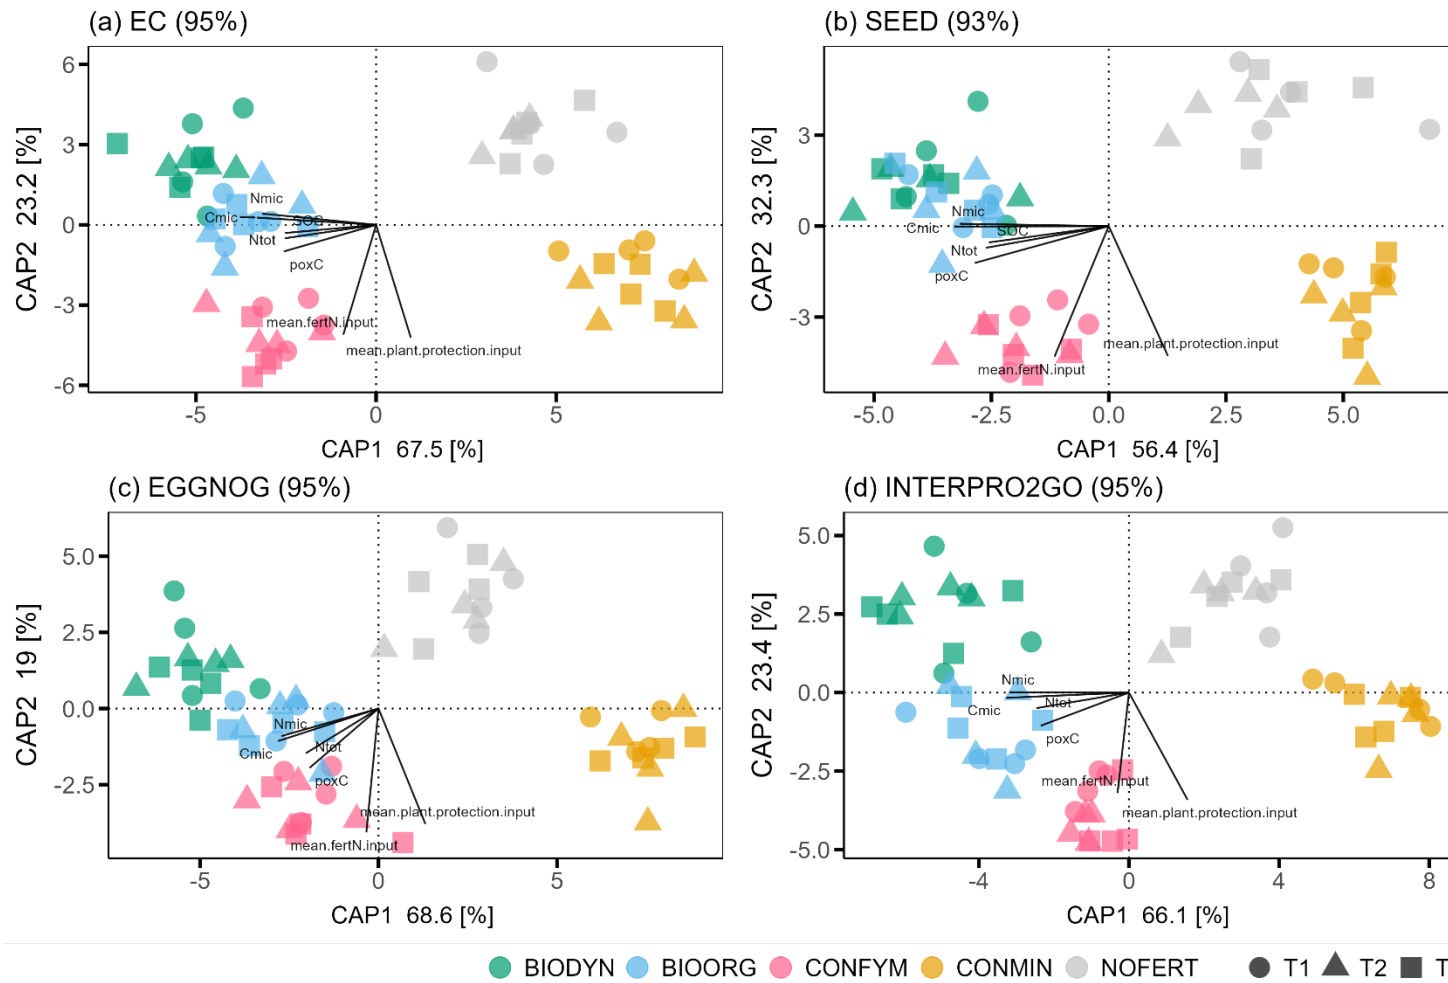 (a) EC (95%)
(b) SEED (93%)
CAP2 23.2 [%]
6
3
0
-3
-6
Nmic
Cmic
SOC
Ntot
poxC
mean.fertN.input
mean.plant.protection.input
-5
0
5
CAP1 67.5 [%]
CAP2 32.3 [%]
3
0
-3
Nmic
Cmic
SOC
Ntot
poxC
mean.plant.protection.input
mean.fertN.input
-5.0
-2.5
0.0
2.5
5.0
CAP1 56.4 [%]
(c) EGGNOG (95%)
(d) INTERPRO2GO (95%)
CAP2 19 [%]
5.0
2.5
0.0
-2.5
Nmic
Cmic
Ntot
poxC
mean.plant.protection.input
mean.fertN.input
-5
0
5
CAP1 68.6 [%]
CAP2 23.4 [%]
5.0
2.5
0.0
-2.5
-5.0
Nmic
Ntot
Cmic
poxC
mean.fertN.input
mean.plant.protection.input
-4
0
4
8
CAP1 66.1 [%]
BIODYN BIOORG CONFYM CONMIN NOFERT T1 T2 T